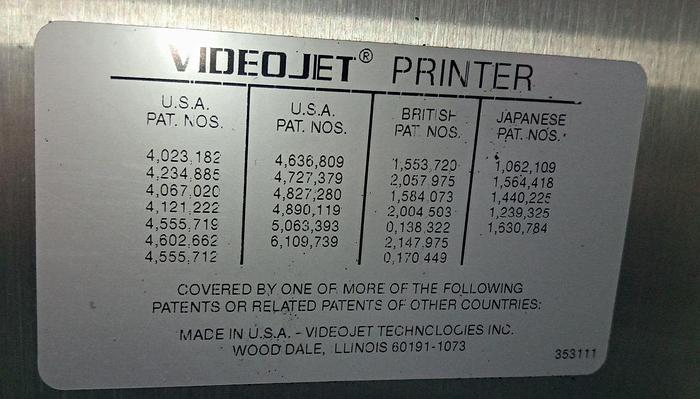 VIDEOJET® PRINTER
U.S.A.
PAT. NOS.
4,023,182
4,234,885
4,067,020
4,121,222
4,555,719
4,602,662
4,555,712
U.S.A.
PAT. NOS.
4,636,809
4,727,379
4,827,280
4,890,119
5,063,393
6,109,739
BRITISH
PAT NOS.
1,553,720
2,057,975
1,584,073
2,004,503
0,138,322
2,147,975
0,170,449
JAPANESE
PAT. NOS.
1,062,109
1,564,418
1,440,225
1,239,325
1,630,784
COVERED BY ONE OR MORE OF THE FOLLOWING
PATENTS OR RELATED PATENTS OF OTHER COUNTRIES:
MADE IN U.S.A. - VIDEOJET TECHNOLOGIES INC.
WOOD DALE, ILLINOIS 60191-1073
353111